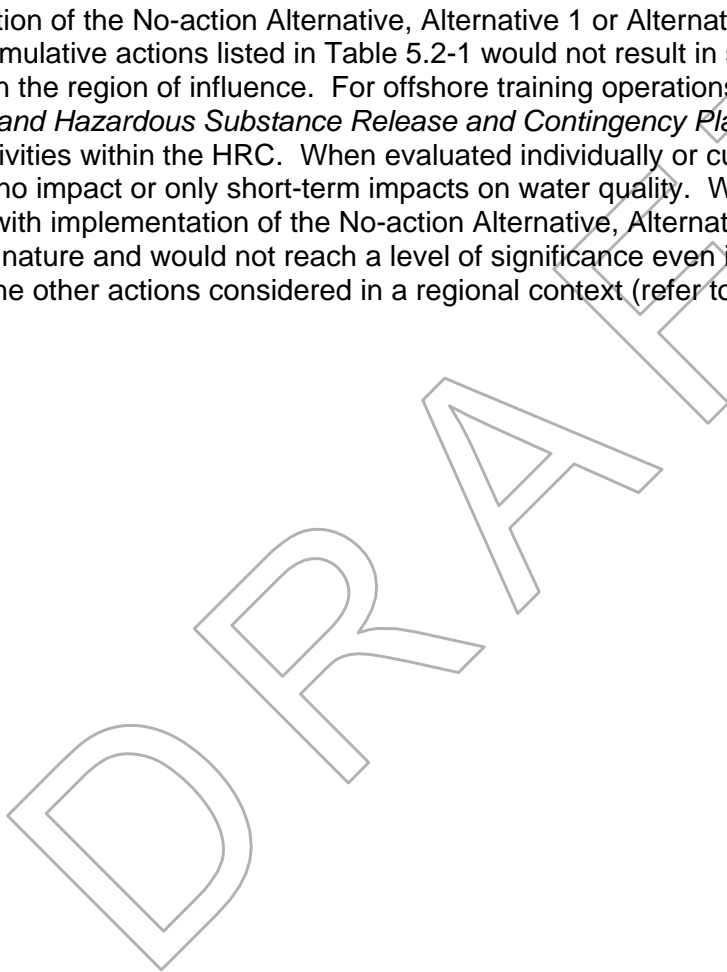 tion of the No-action Alternative, Alternative 1 or Alternat
mulative actions listed in Table 5.2-1 would not result in
n the region of influence.  For offshore training operations
and Hazardous Substance Release and Contingency Pla
tivities within the HRC.  When evaluated individually or cu
no impact or only short-term impacts on water quality.  W
with implementation of the No-action Alternative, Alternat
nature and would not reach a level of significance even i
he other actions considered in a regional context (refer to
DRAF